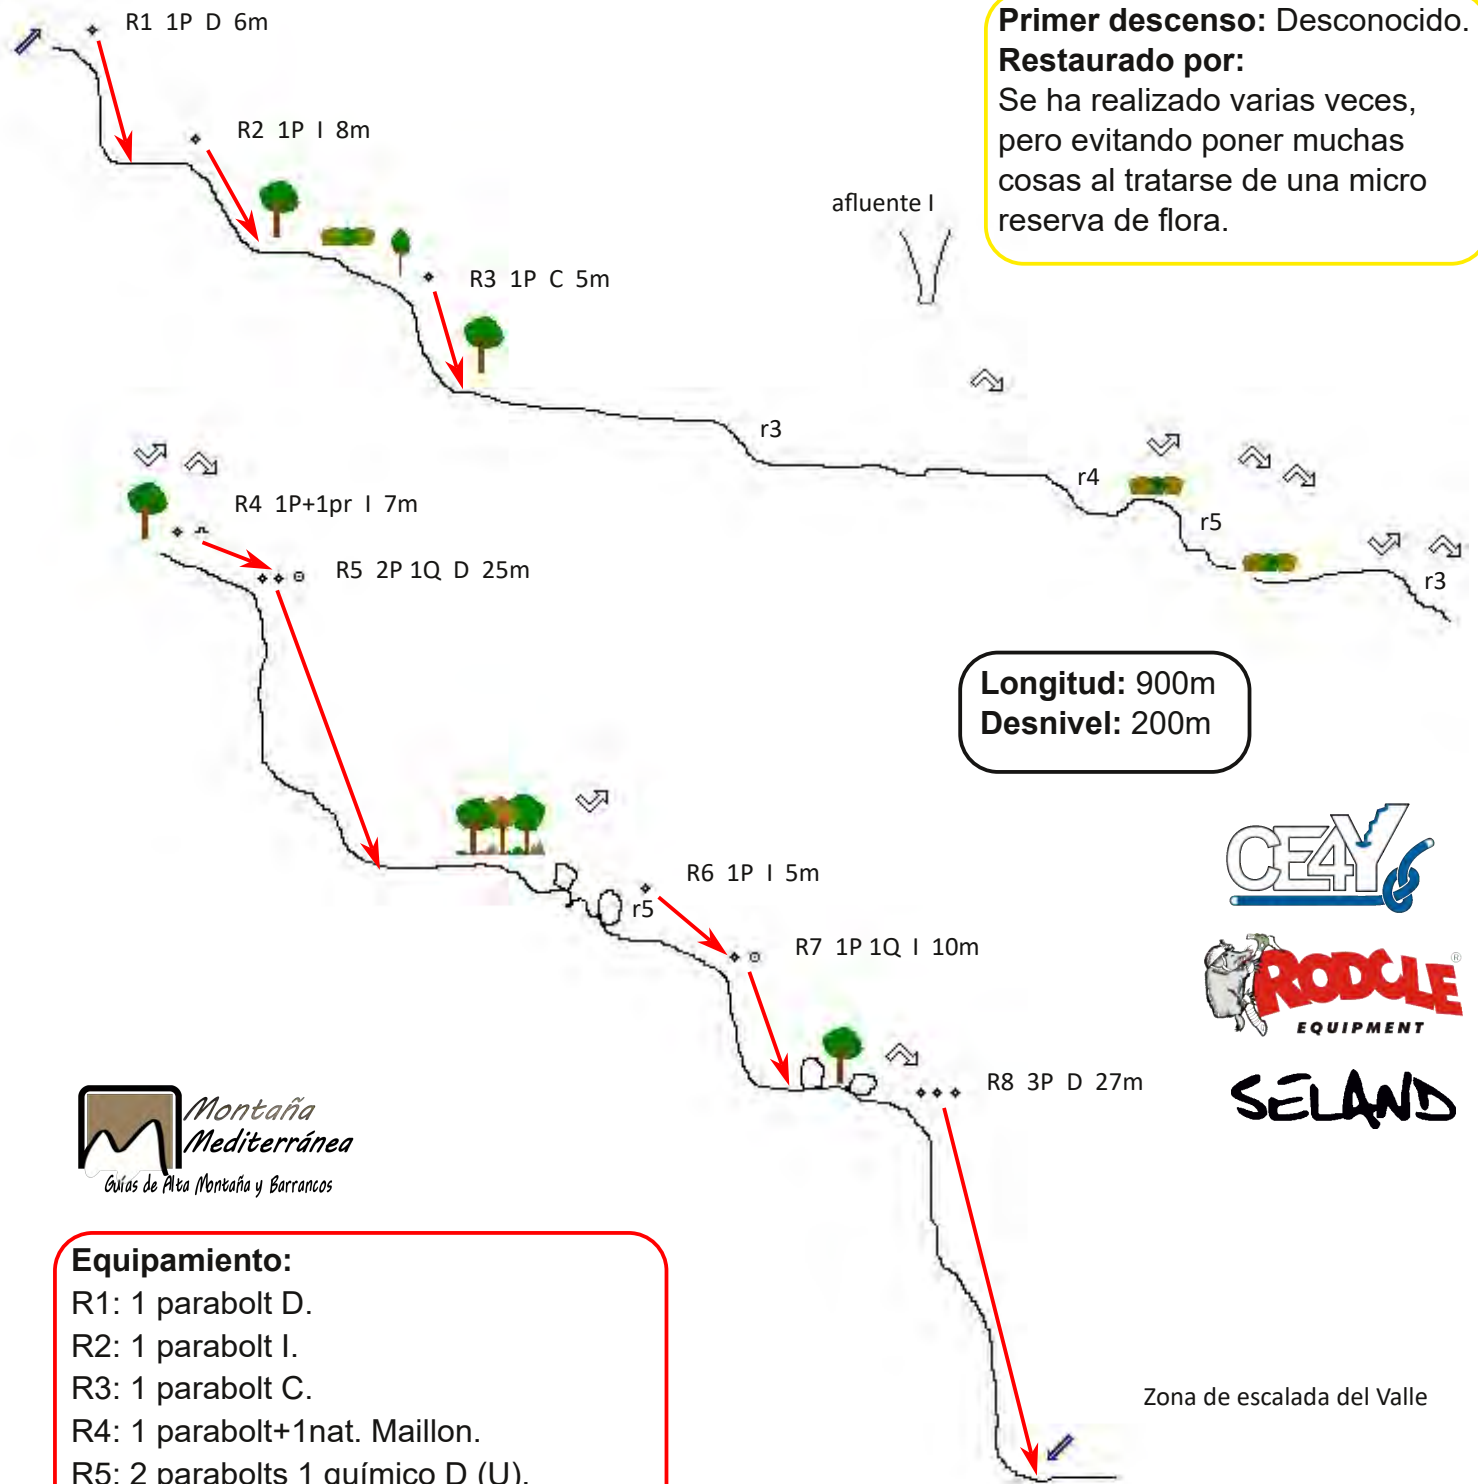 R1 1P D 6m
Primer descenso: Desconocido.
Restaurado por:
Se ha realizado varias veces,
pero evitando poner muchas
cosas al tratarse de una micro
reserva de flora.
R2 1P I 8m
afluente I
R3 1P C 5m
r3
r4
r5
r3
R4 1P+1pr I 7m
R5 2P 1Q D 25m
Longitud: 900m
Desnivel: 200m
CE4Y
R6 1P I 5m
r5
R7 1P 1Q I 10m
RODCLE®
EQUIPMENT
R8 3P D 27m
SELAND
Montaña
Mediterránea
Guías de Alta Montaña y Barrancos
Equipamiento:
R1: 1 parabolt D.
R2: 1 parabolt I.
R3: 1 parabolt C.
R4: 1 parabolt+1nat. Maillon.
R5: 2 parabolts 1 químico D (U).
Zona de escalada del Valle